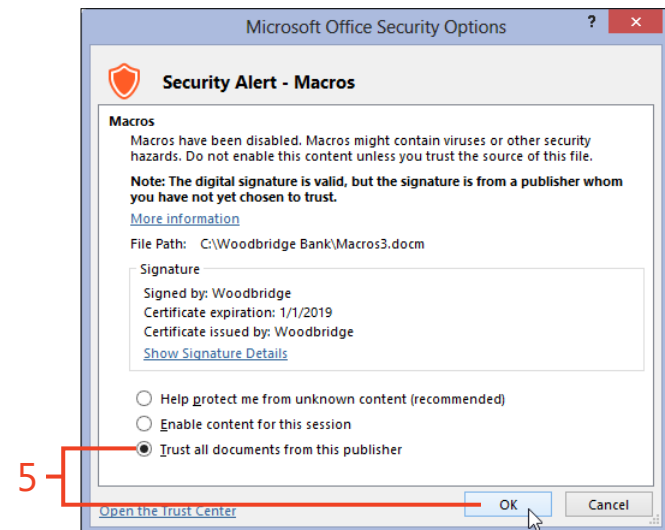 Microsoft Office Security Options
?
×
Security Alert - Macros
Macros
Macros have been disabled. Macros might contain viruses or other security
hazards. Do not enable this content unless you trust the source of this file.
Note: The digital signature is valid, but the signature is from a publisher whom
you have not yet chosen to trust.
More information
File Path: C:\Woodbridge Bank\Macros3.docm
Signature
Signed by: Woodbridge
Certificate expiration: 1/1/2019
Certificate issued by: Woodbridge
Show Signature Details
Help protect me from unknown content (recommended)
Enable content for this session
Trust all documents from this publisher
5
Open the Trust Center
OK
Cancel